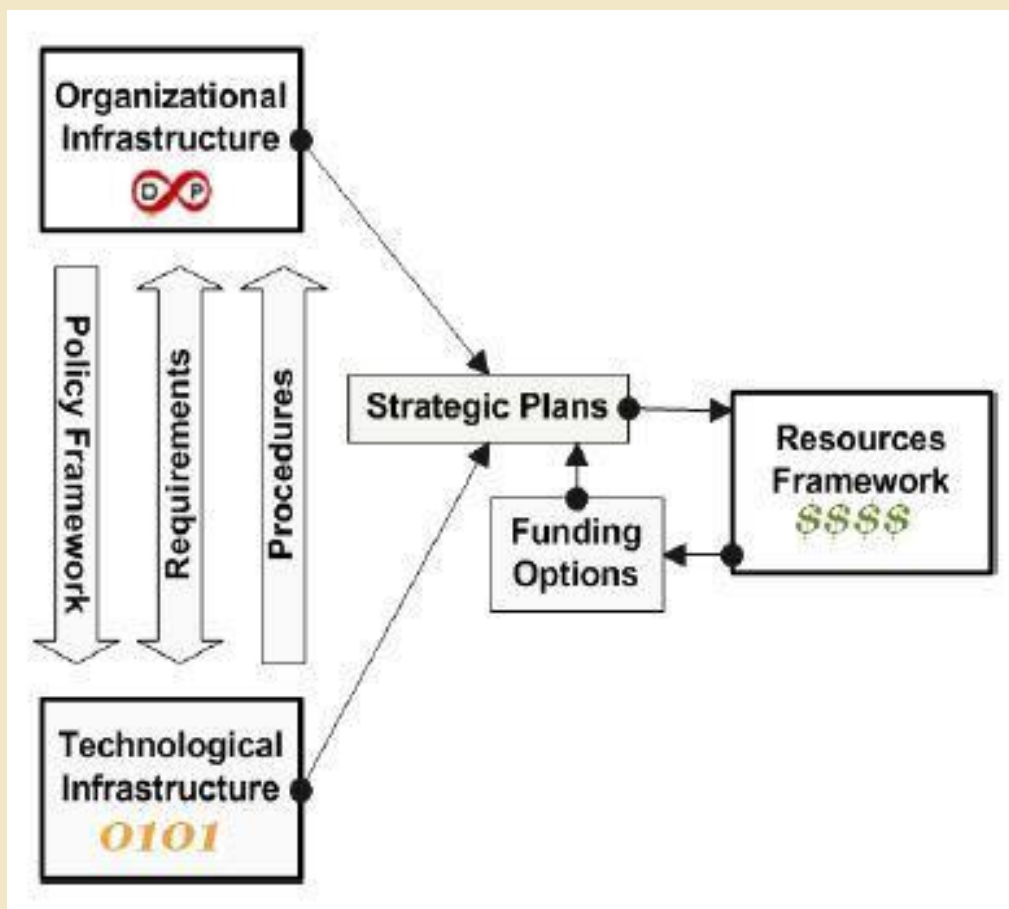 Organizational
Infrastructure
D P
Policy Framework
Requirements
Procedures
Strategic Plans
Resources
Framework
$$$$
Funding
Options
Technological
Infrastructure
0101